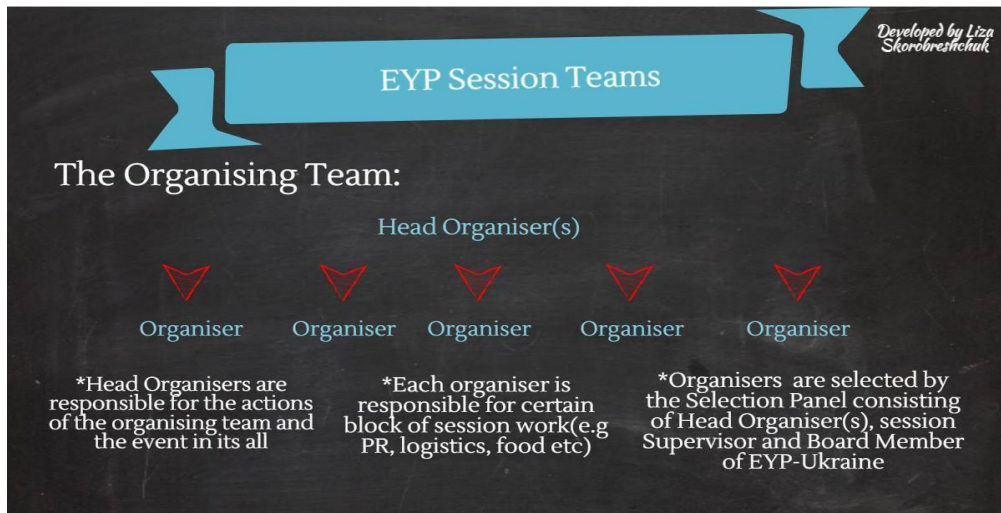 Developed by Liza
Skorobreshchuk
EYP Session Teams
The Organising Team:
Head Organiser(s)
Organiser Organiser Organiser Organiser Organiser
*Head Organisers are
responsible for the actions
of the organising team and
the event in its all
*Each organiser is
responsible for certain
block of session work(e.g
PR, logistics, food etc)
*Organisers are selected by
the Selection Panel consisting
of Head Organiser(s), session
Supervisor and Board Member
of EYP-Ukraine